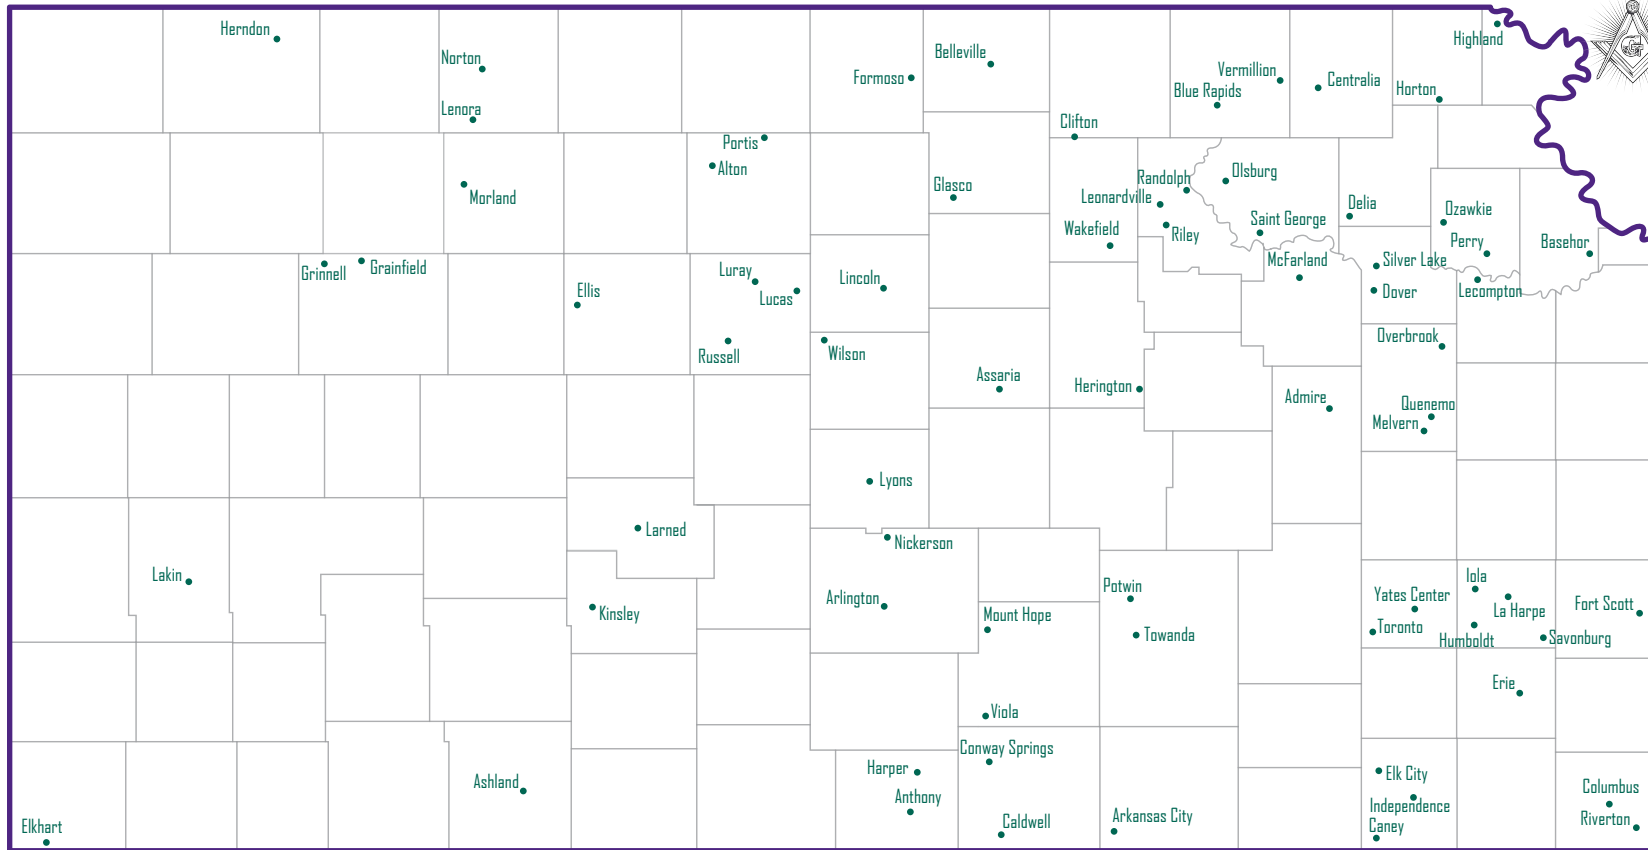 Herndon
Highland
Norton
Belleville
Formoso
Vermillion
Centralia
Blue Rapids
Horton
Lenora
Clifton
Portis
Alton
Olsburg
Randolph
Glasco
Morland
Leonardville
Delia
Ozawkie
Saint George
Wakefield
Riley
Perry
Basehor
Grinnell
Grainfield
Luray
McFarland
Silver Lake
Lincoln
Ellis
Lucas
Dover
Lecompton
Overbrook
Russell
Wilson
Assaria
Herington
Admire
Quenemo
Melvern
Lyons
Larned
Nickerson
Lakin
Iola
Potwin
Yates Center
Arlington
Fort Scott
La Harpe
Kinsley
Mount Hope
Toronto
Towanda
Savonburg
Humboldt
Erie
Viola
Conway Springs
Harper
Elk City
Ashland
Columbus
Anthony
Independence
Arkansas City
Riverton
Caldwell
Elkhart
Caney
G